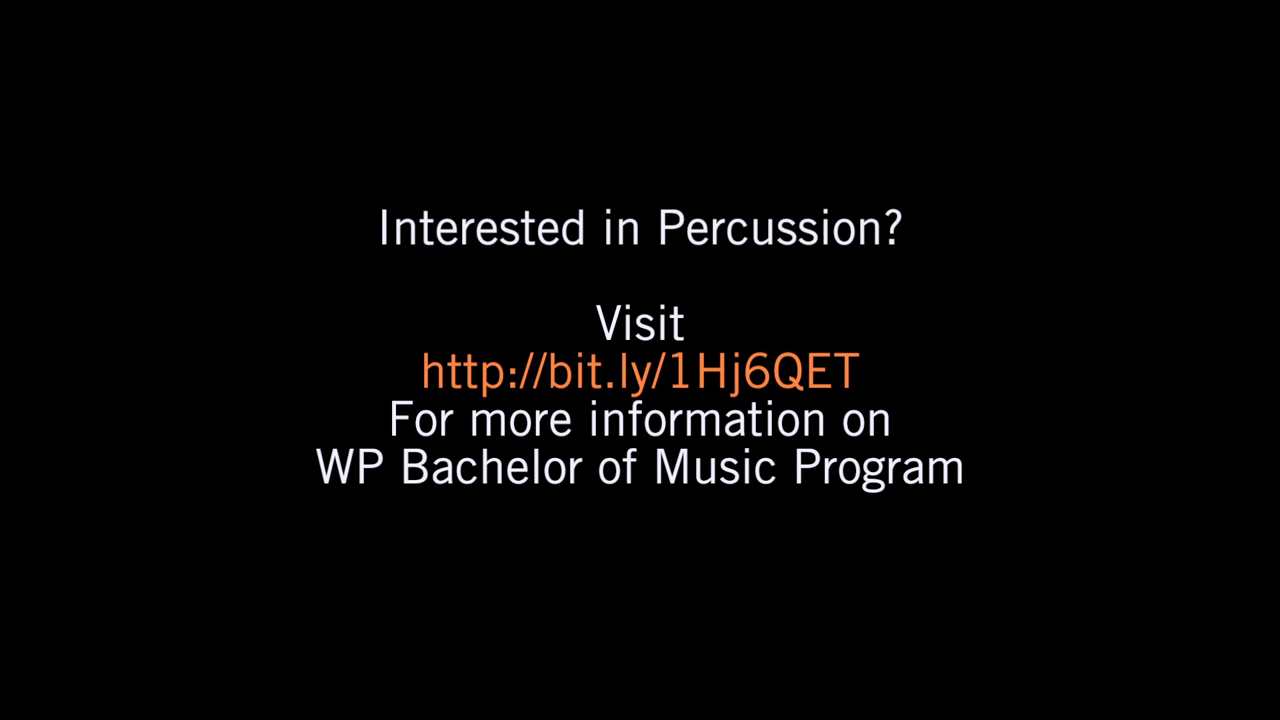 Interested in Percussion?
Visit
http://bit.ly/1Hj6QET
For more information on
WP Bachelor of Music Program